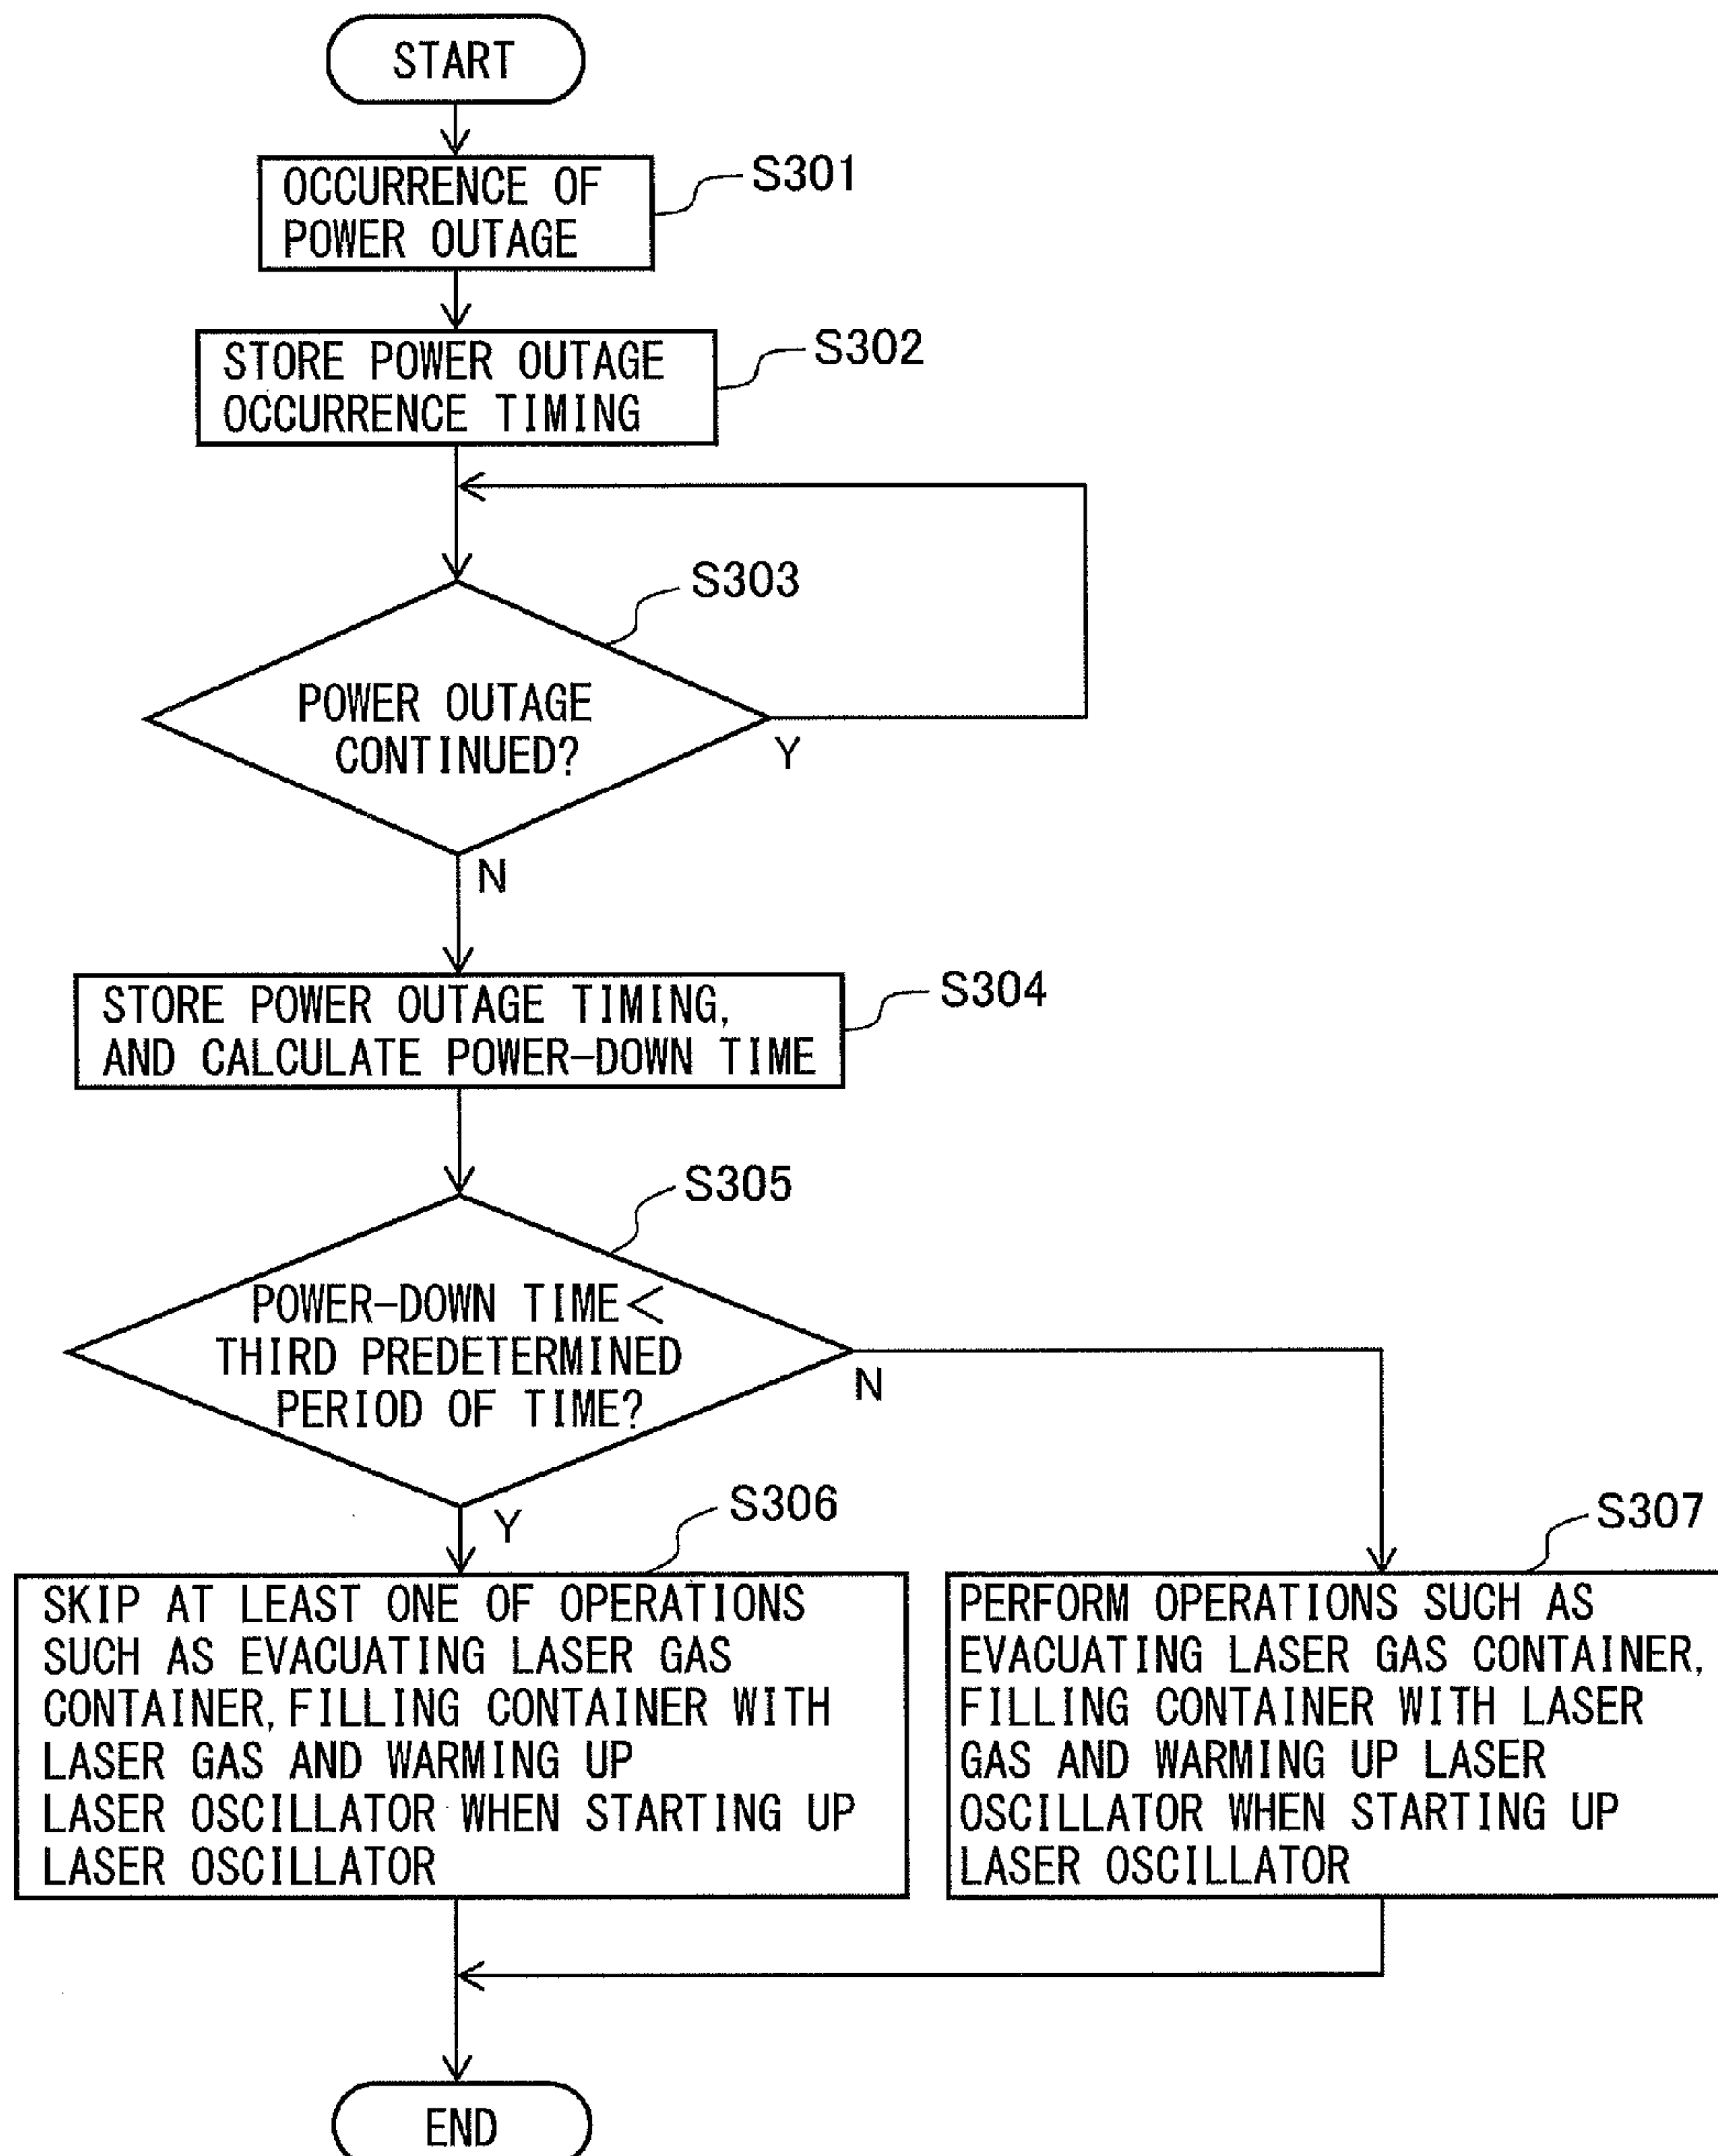 START
OCCURRENCE OF
POWER OUTAGE
S301
STORE POWER OUTAGE
OCCURRENCE TIMING
S302
S303
POWER OUTAGE
CONTINUED?
Y
N
STORE POWER OUTAGE TIMING,
AND CALCULATE POWER-DOWN TIME
S304
S305
POWER-DOWN TIME<
THIRD PREDETERMINED
PERIOD OF TIME?
N
Y
S306
SKIP AT LEAST ONE OF OPERATIONS
SUCH AS EVACUATING LASER GAS
CONTAINER, FILLING CONTAINER WITH
LASER GAS AND WARMING UP
LASER OSCILLATOR WHEN STARTING UP
LASER OSCILLATOR
S307
PERFORM OPERATIONS SUCH AS
EVACUATING LASER GAS CONTAINER,
FILLING CONTAINER WITH LASER
GAS AND WARMING UP LASER
OSCILLATOR WHEN STARTING UP
LASER OSCILLATOR
END